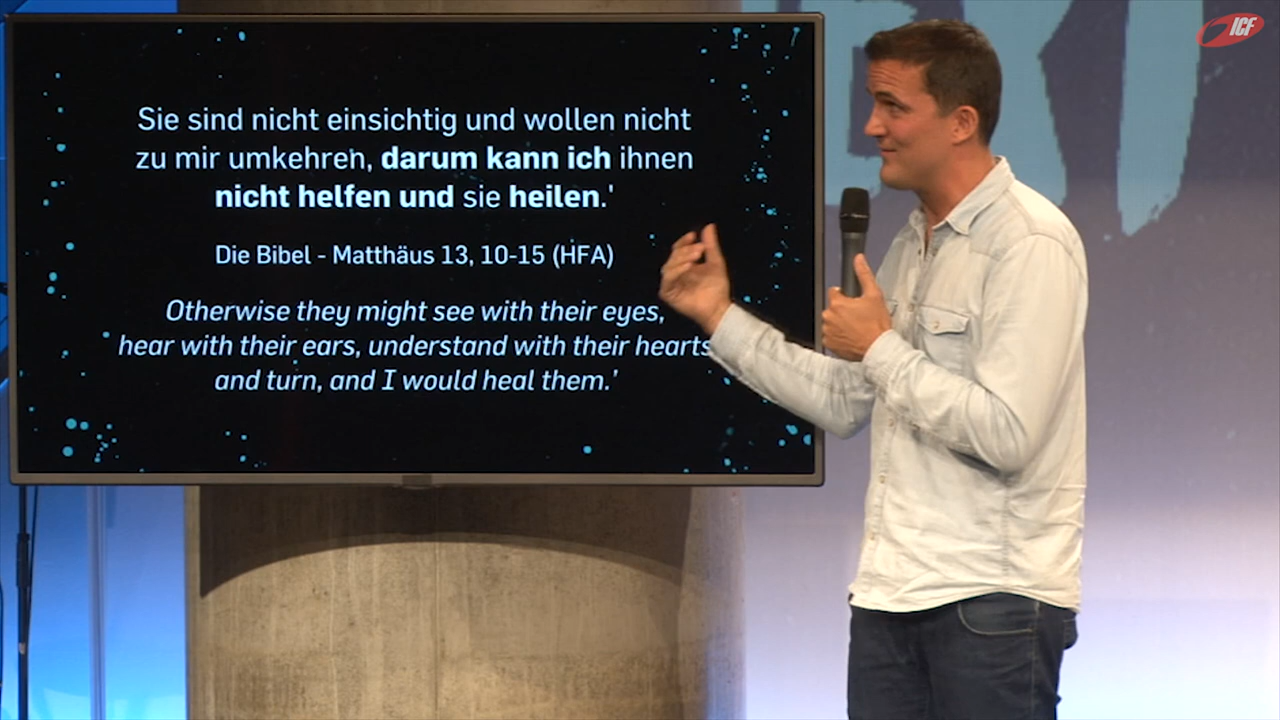 Sie sind nicht einsichtig und wollen nicht
zu mir umkehren, darum kann ich ihnen
nicht helfen und sie heilen.'
Die Bibel - Matthäus 13, 10-15 (HFA)
Otherwise they might see with their eyes,
hear with their ears, understand with their hearts
and turn, and I would heal them.'
ICF